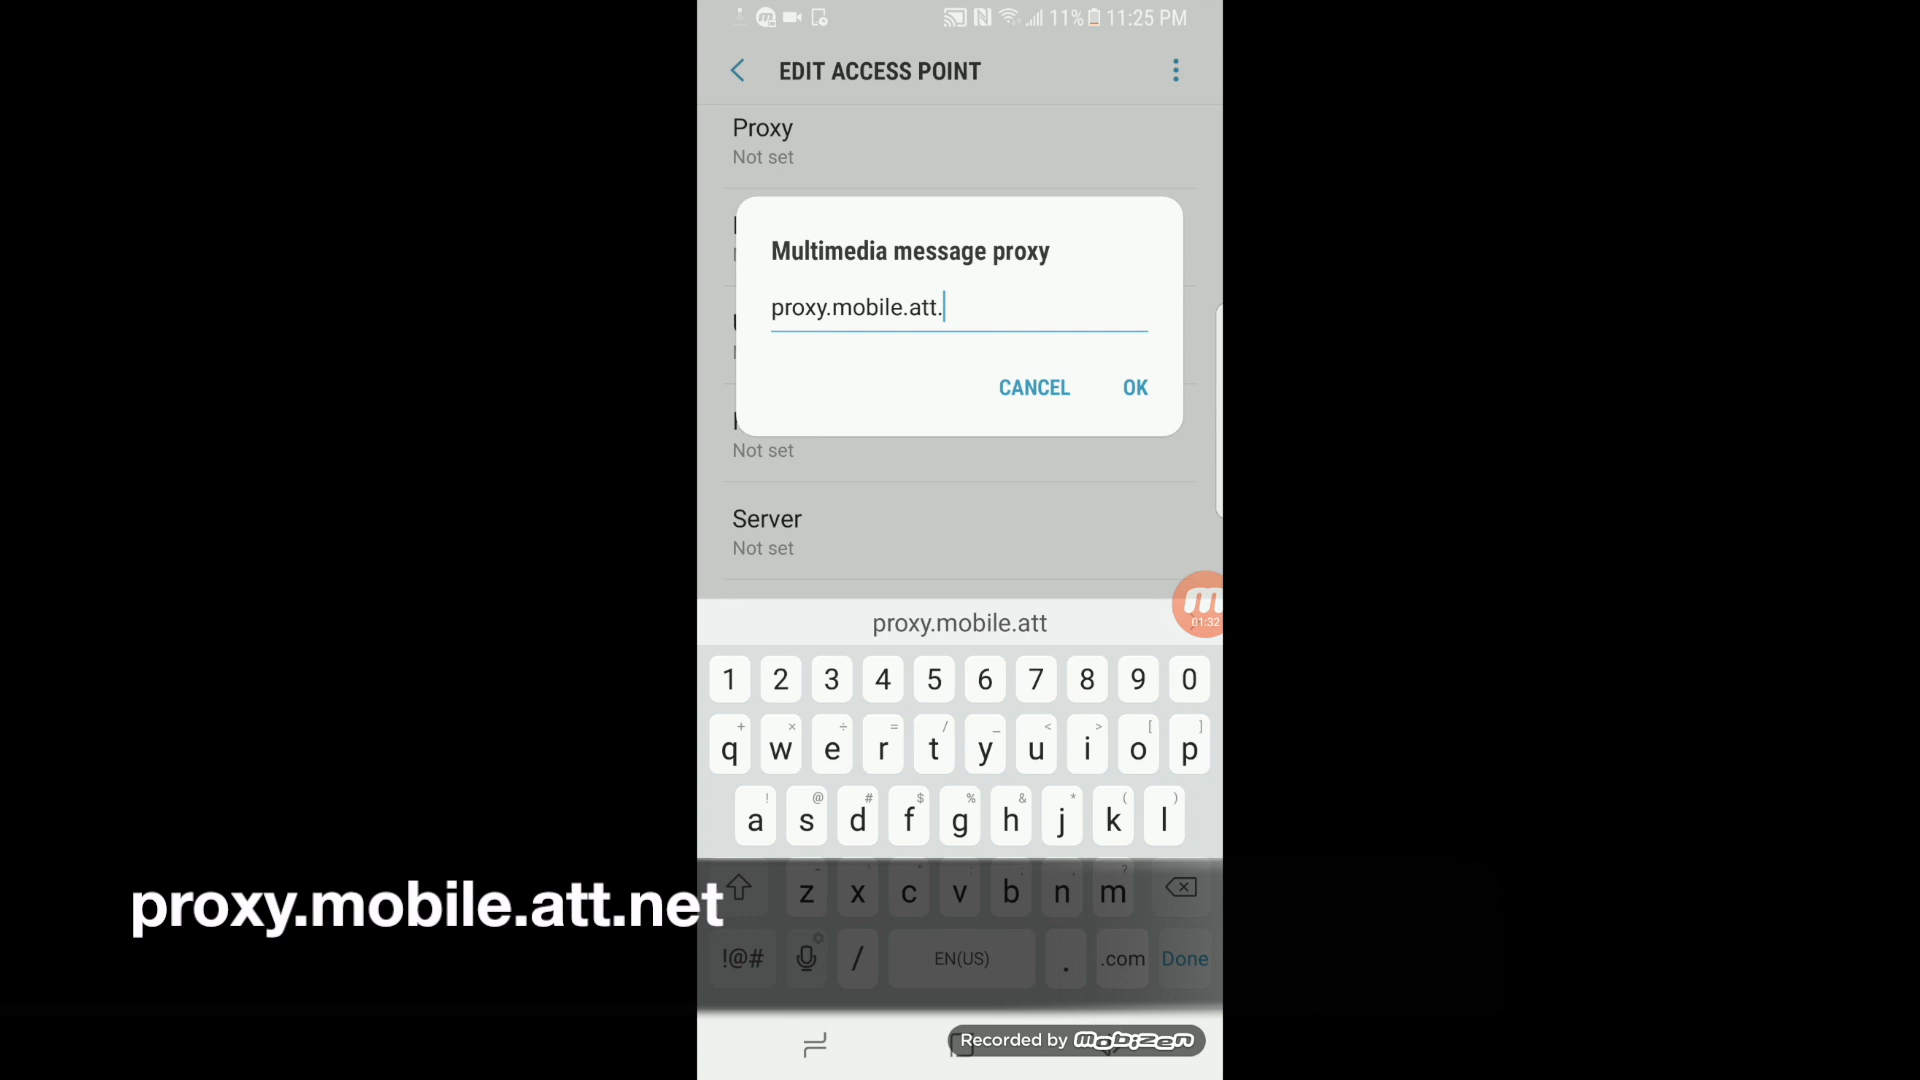 11% 11:25 PM
EDIT ACCESS POINT
Proxy
Not set
Multimedia message proxy
proxy.mobile.att.
CANCEL OK
Not set
Server
Not set
proxy.mobile.att
m
01:32
1 2 3 4 5 6 7 8 9 0
+ × ÷ = / _ < > [ ]
q w e r t y u i o p
! @ # $ % & * ( )
a s d f g h j k l
z x c v b n m ?
proxy.mobile.att.net
!@# / EN(US) . .com Done
Recorded by mobizen